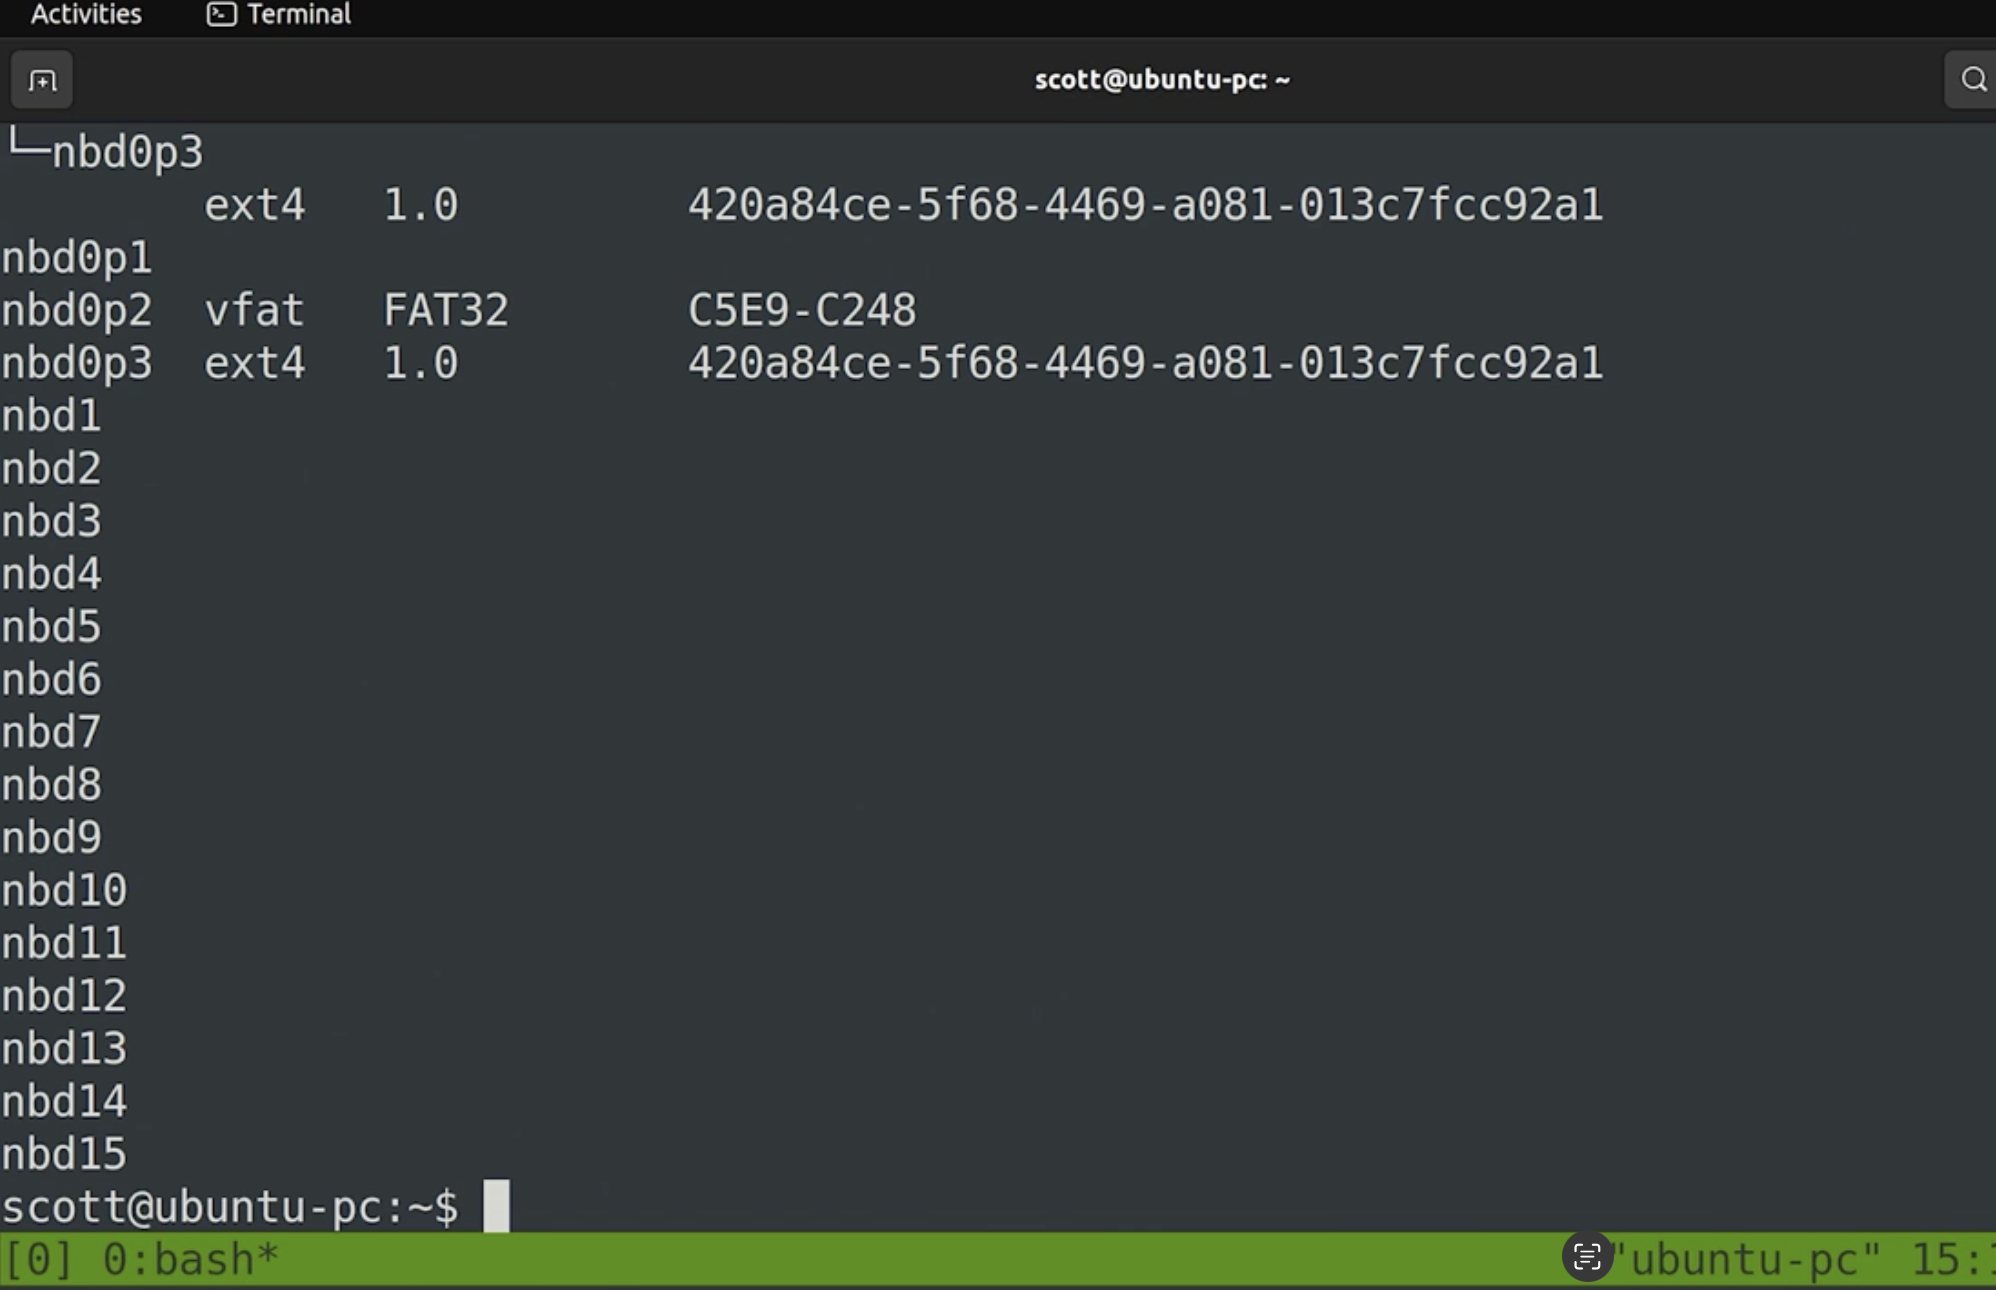 Activities Terminal
scott@ubuntu-pc: ~
└─nbd0p3
ext4 1.0 420a84ce-5f68-4469-a081-013c7fcc92a1
nbd0p1
nbd0p2 vfat FAT32 C5E9-C248
nbd0p3 ext4 1.0 420a84ce-5f68-4469-a081-013c7fcc92a1
nbd1
nbd2
nbd3
nbd4
nbd5
nbd6
nbd7
nbd8
nbd9
nbd10
nbd11
nbd12
nbd13
nbd14
nbd15
scott@ubuntu-pc:~$
[0] 0:bash* "ubuntu-pc" 15: